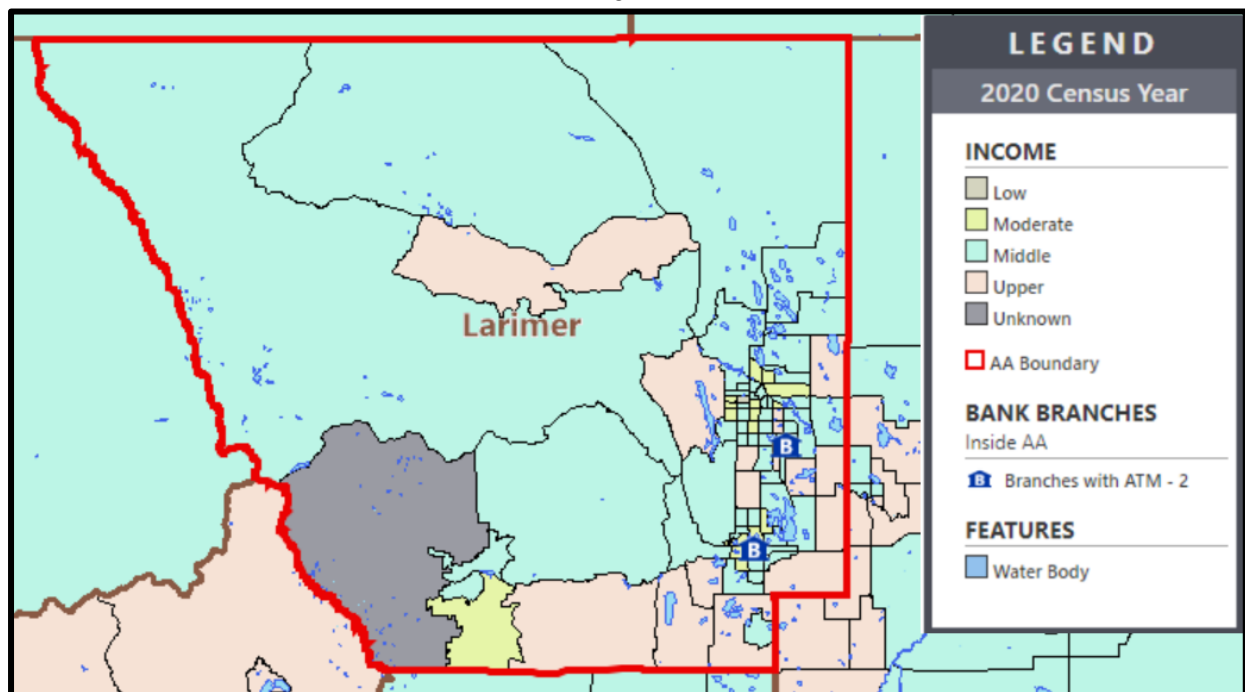 Larimer
B
B
LEGEND
2020 Census Year
INCOME
Low
Moderate
Middle
Upper
Unknown
AA Boundary
BANK BRANCHES
Inside AA
B Branches with ATM - 2
FEATURES
Water Body